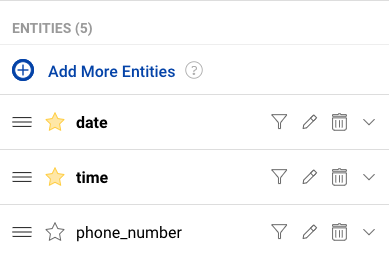 ENTITIES (5)
Add More Entities ?
date
time
phone_number